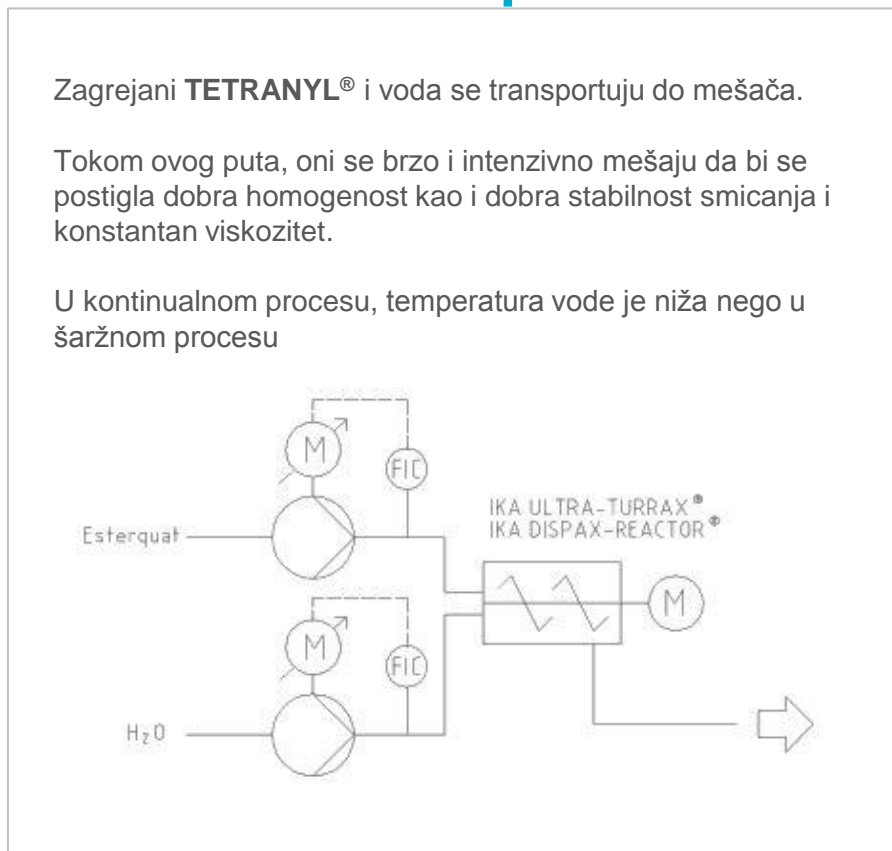 Zagrejani TETRANYL® i voda se transportuju do mešača.
Tokom ovog puta, oni se brzo i intenzivno mešaju da bi se
postigla dobra homogenost kao i dobra stabilnost smicanja i
konstantan viskozitet.
U kontinualnom procesu, temperatura vode je niža nego u
šaržnom procesu
M
FIC
IKA ULTRA-TURRAX®
IKA DISPAX-REACTOR®
Esterquat
M
M
FIC
H₂O